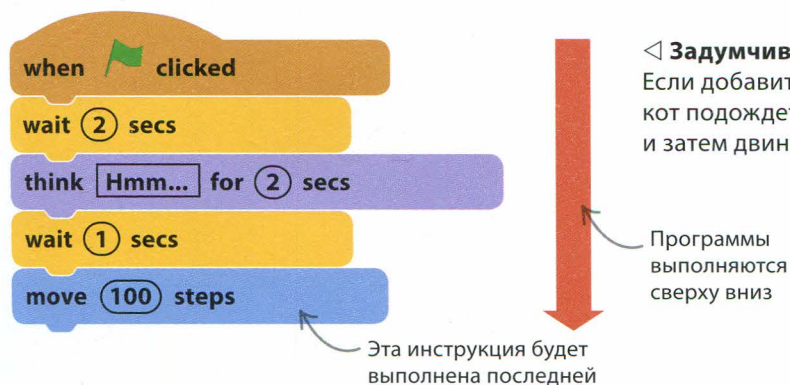 when clicked
wait 2 secs
think Hmm... for 2 secs
wait 1 secs
move 100 steps
Эта инструкция будет
выполнена последней
◁ Задумчив
Если добавит
кот подождет
и затем двин
Программы
выполняются
сверху вниз